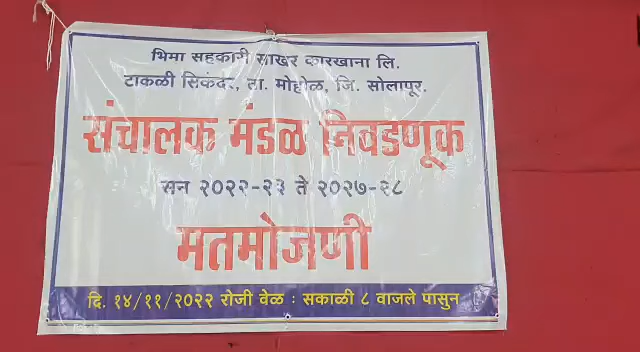 भिमा सहकारी साखर कारखाना लि.
टाकळी सिकंदर, ता. मोहोळ, जि. सोलापूर.
संचालक मंडळ निवडणूक
सन २०२२-२३ ते २०२७-२८
मतमोजणी
दि. १४/११/२०२२ रोजी वेळ : सकाळी ८ वाजले पासुन